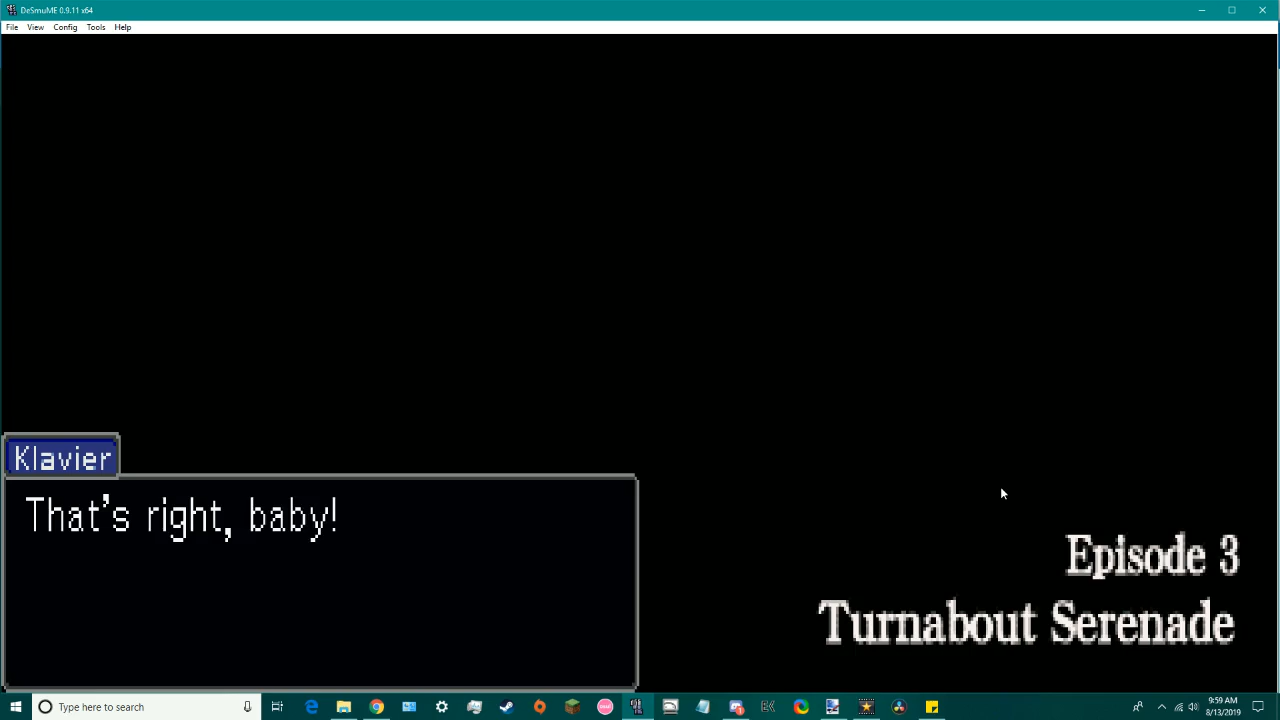 DeSmuME 0.9.11 x64
File View Config Tools Help
Klavier
That's right, baby!
Episode 3
Turnabout Serenade
Type here to search
9:59 AM
8/13/2019